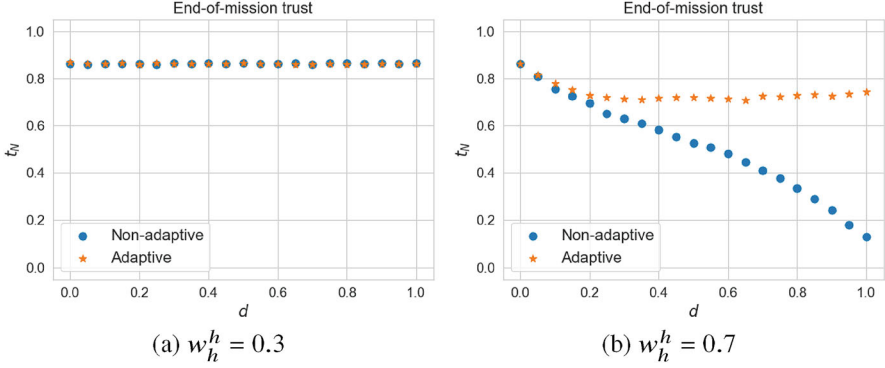 End-of-mission trust
1.0
0.8
0.6
0.4
0.2
0.0
t_N
Non-adaptive
Adaptive
0.0 0.2 0.4 0.6 0.8 1.0
d
(a) w_h^h = 0.3
End-of-mission trust
1.0
0.8
0.6
0.4
0.2
0.0
t_N
Non-adaptive
Adaptive
0.0 0.2 0.4 0.6 0.8 1.0
d
(b) w_h^h = 0.7